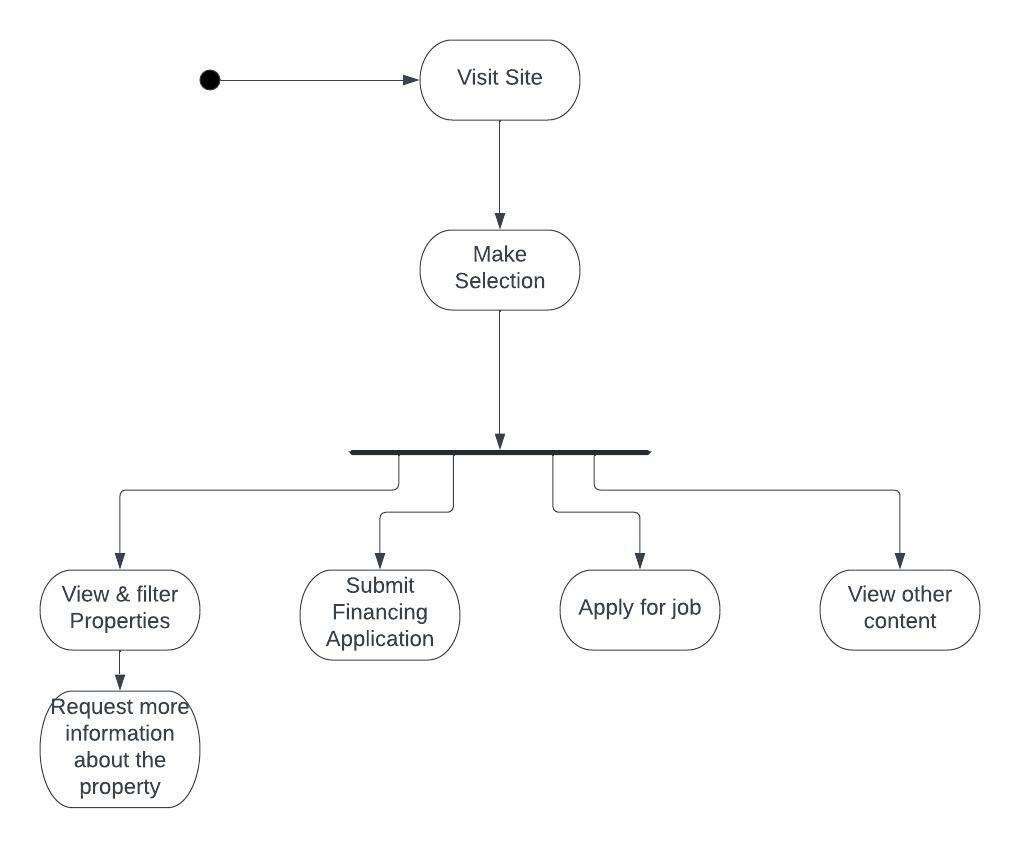 Visit Site
Make
Selection
View & filter
Properties
Submit
Financing
Application
Apply for job
View other
content
Request more
information
about the
property